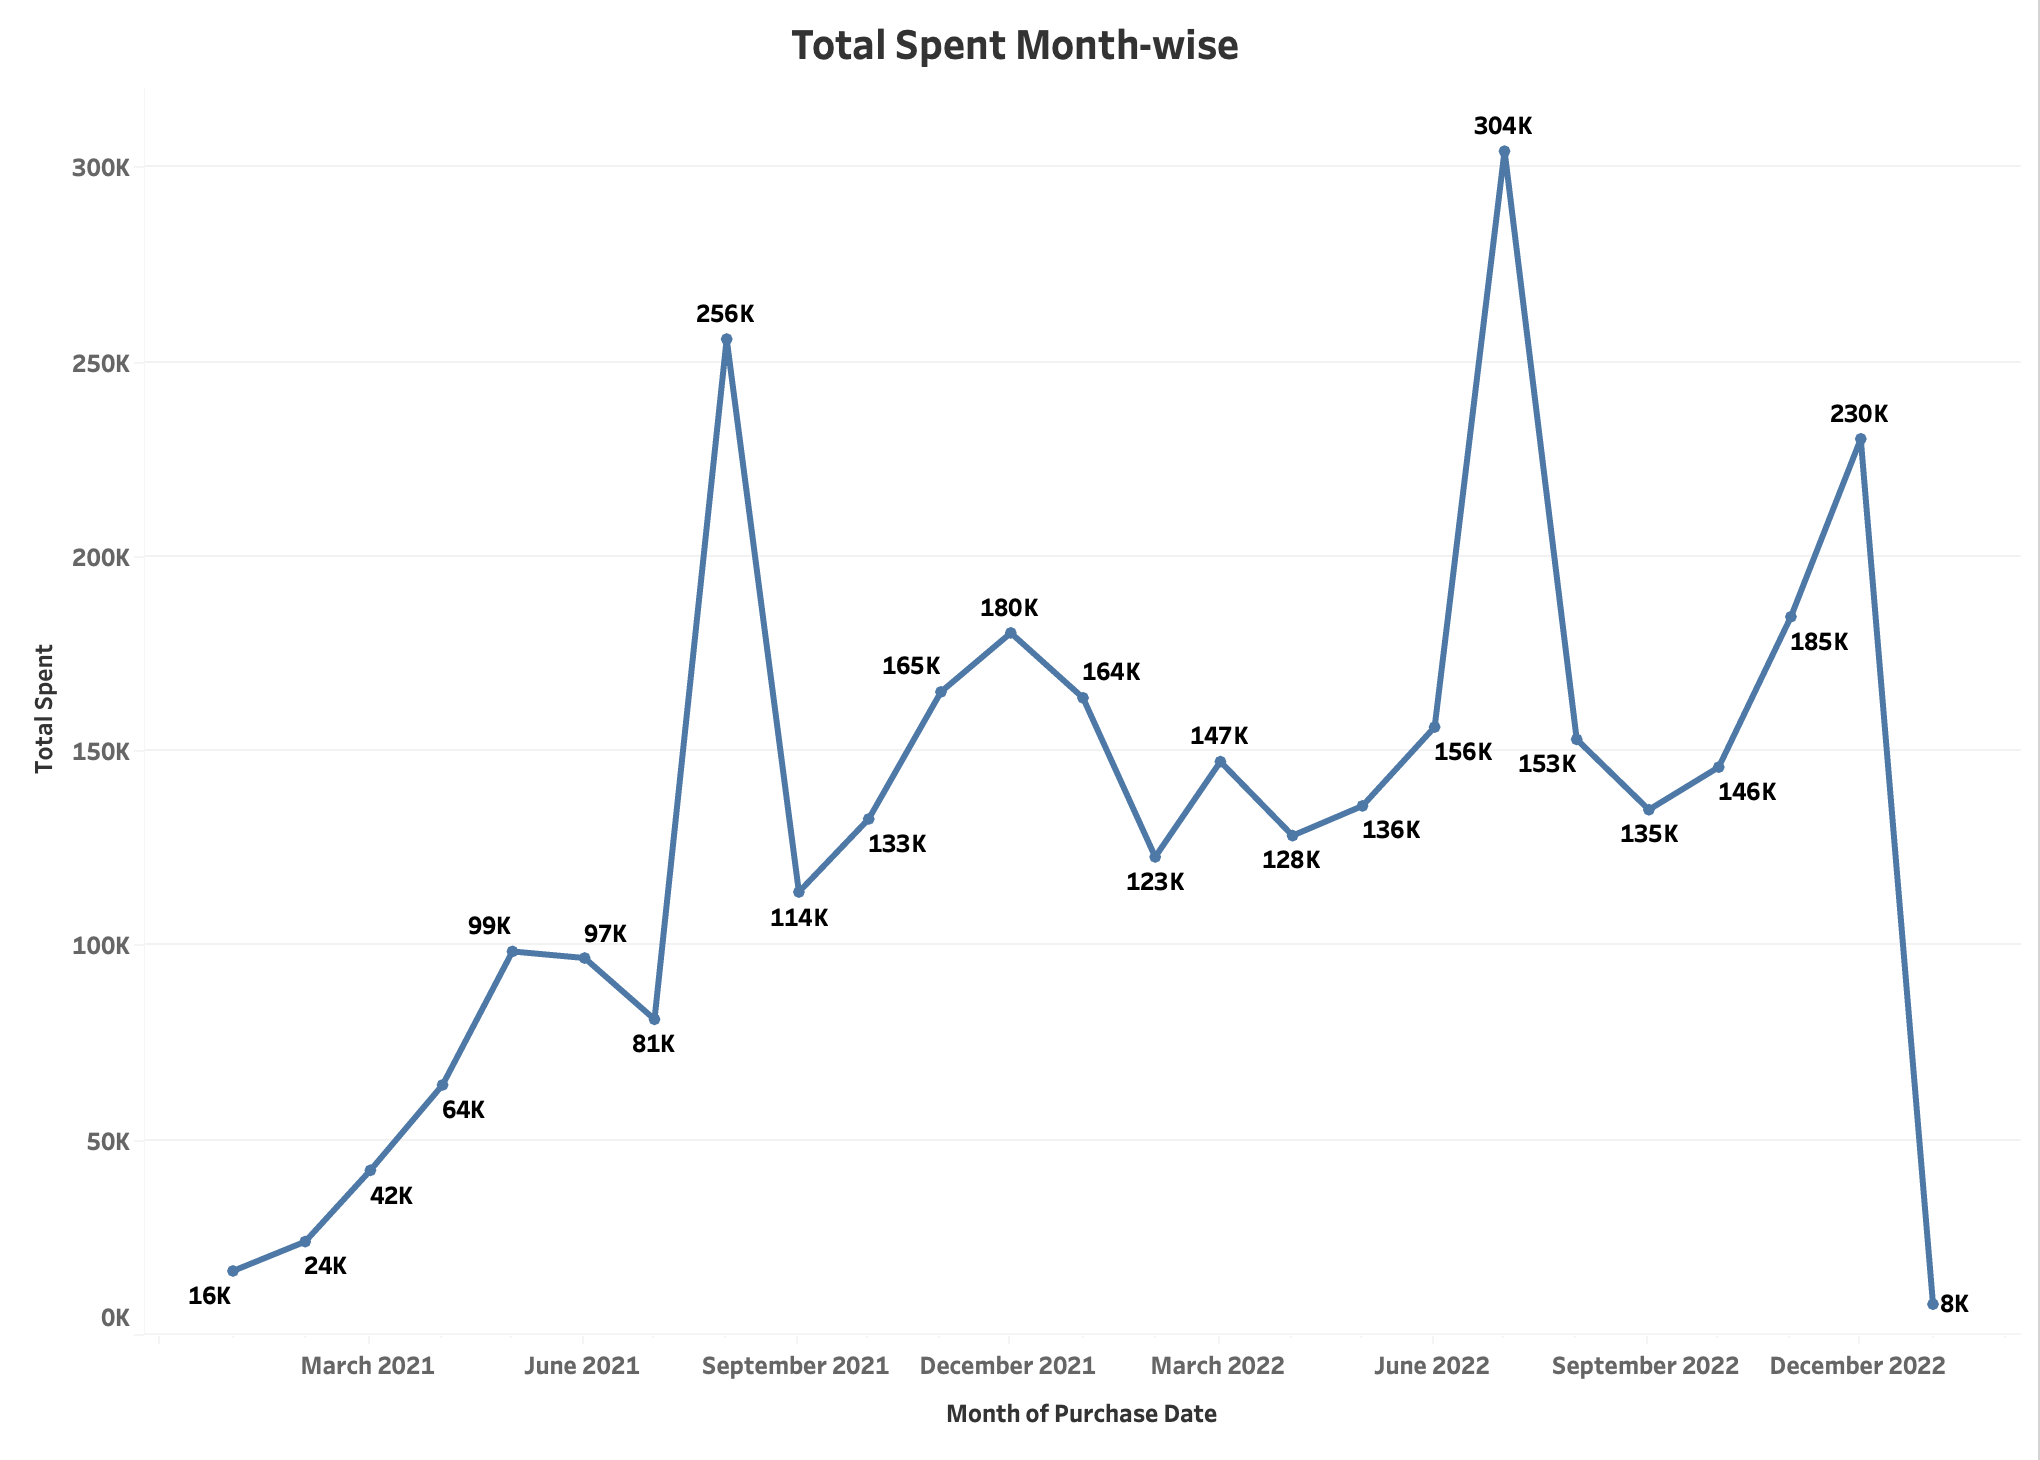 Total Spent Month-wise
304K
300K
256K
250K
230K
200K
180K
165K
164K
185K
Total Spent
147K
150K
156K
153K
146K
133K
136K
135K
128K
123K
114K
99K
97K
100K
81K
64K
50K
42K
24K
16K
8K
0K
March 2021 June 2021 September 2021 December 2021 March 2022 June 2022 September 2022 December 2022
Month of Purchase Date